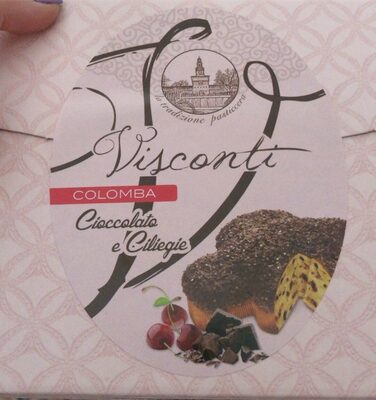 la tradizione pasticcera
Visconti
COLOMBA
Cioccolato
e Ciliegie